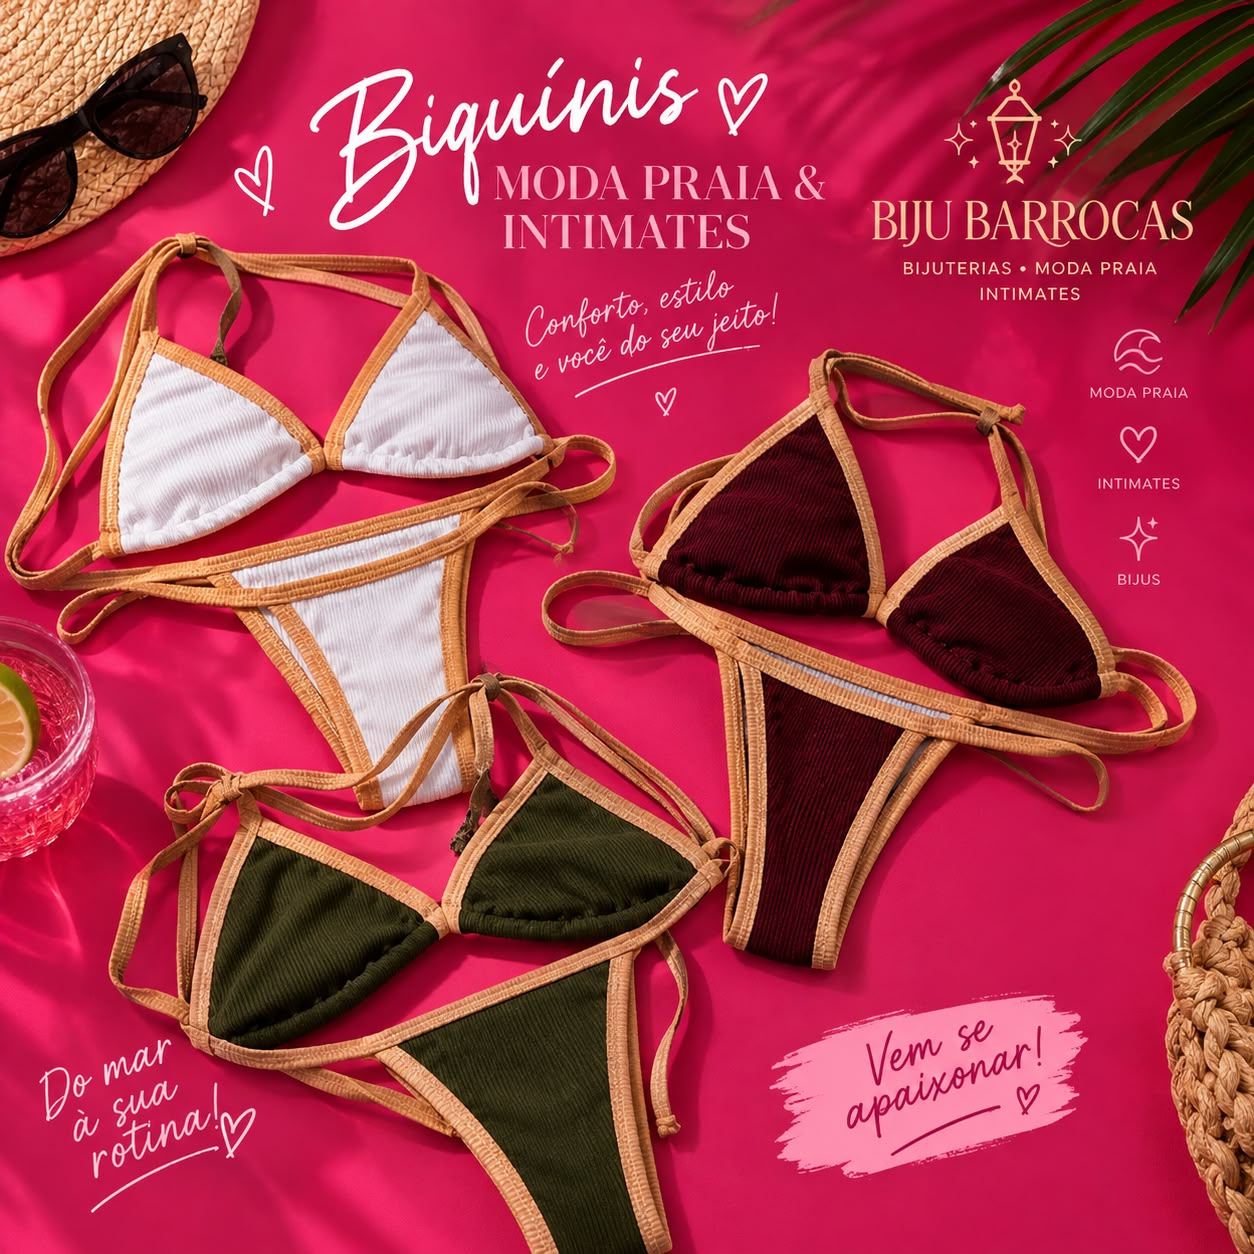 Biquínis
MODA PRAIA &
INTIMATES
Conforto, estilo
e você do seu jeito!
BIJU BARROCAS
BIJUTERIAS • MODA PRAIA
INTIMATES
MODA PRAIA
INTIMATES
BIJUS
Do mar
à sua
rotina!
Vem se
apaixonar!